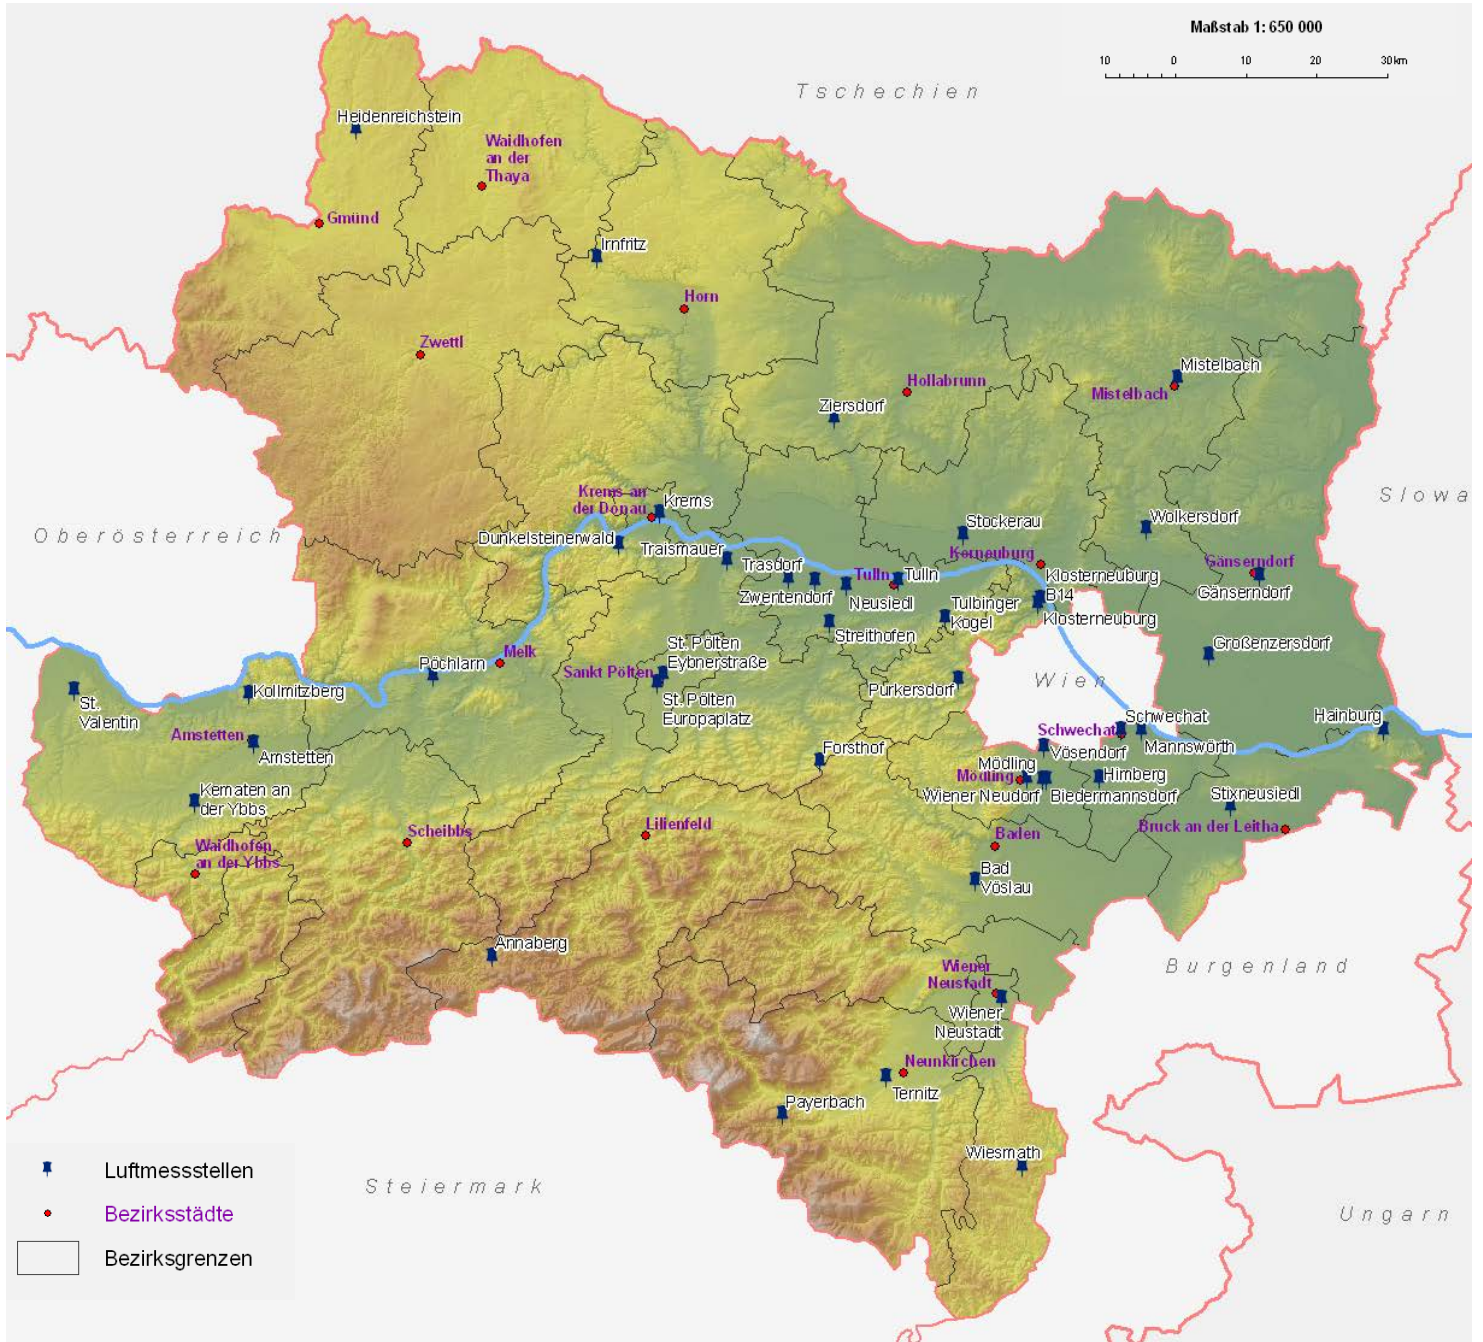 Maßstab 1: 650 000
10 0 10 20 30 km
Tschechien
Heidenreichstein
Waidhofen
an der
Thaya
Gmünd
Irnfritz
Horn
Zwettl
Hollabrunn
Mistelbach
Mistelbach
Ziersdorf
Krems an
der Donau
Krems
Slowa
Oberösterreich
Dunkelsteinerwald
Traismauer
Trasdorf
Zwentendorf
Neusiedl
Tulln
Tulln
Stockerau
Korneuburg
Wolkersdorf
Gänserndorf
Gänserndorf
Klosterneuburg
B14
Klosterneuburg
Tulbinger
Kogel
Streithofen
Großenzersdorf
Pöchlarn
Melk
Sankt Pölten
St. Pölten
Eybnerstraße
St. Pölten
Europaplatz
Purkersdorf
Wien
St.
Valentin
Kollmitzberg
Amstetten
Amstetten
Forsthof
Schwechat
Schwechat
Mannswörth
Hainburg
Vösendorf
Mödling
Mödling
Wiener Neudorf
Biedermannsdorf
Himberg
Stixneusiedl
Bruck an der Leitha
Kematen an
der Ybbs
Waidhofen
an der Ybbs
Scheibbs
Lilienfeld
Baden
Bad
Vöslau
Annaberg
Wiener
Neustadt
Wiener
Neustadt
Burgenland
Neunkirchen
Ternitz
Payerbach
Wiesmath
Steiermark
Ungarn
Luftmessstellen
Bezirksstädte
Bezirksgrenzen